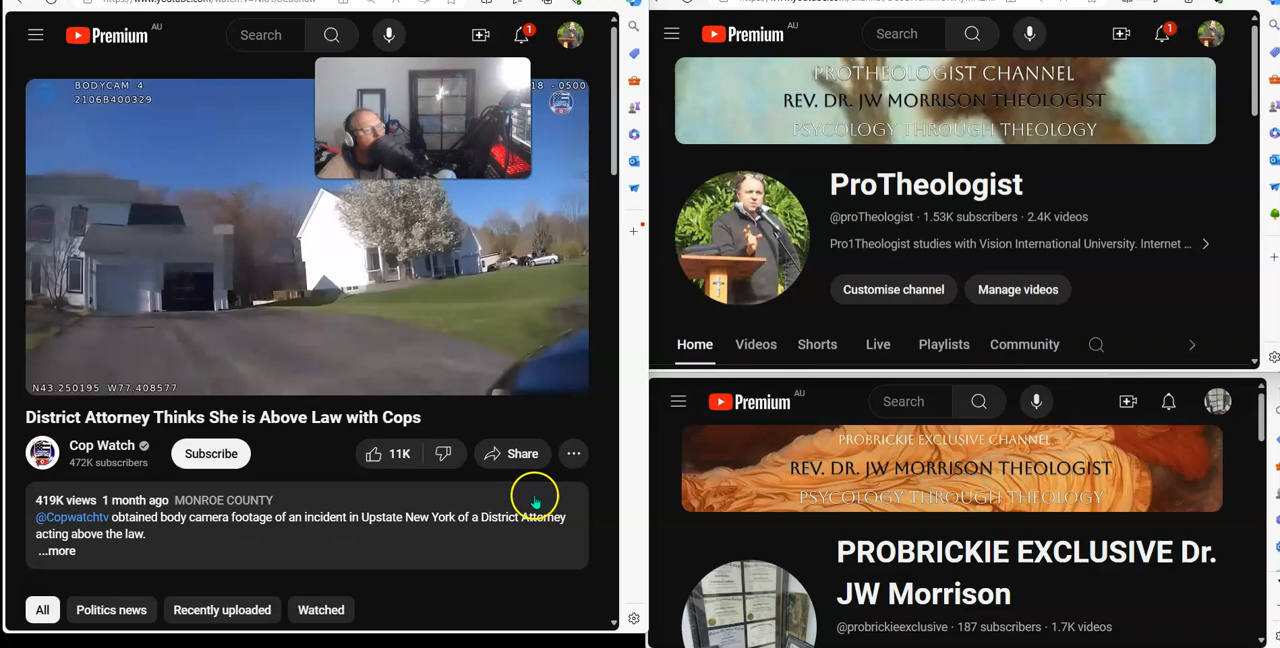 Premium AU
Search
1
BODYCAM 4
2106B400329
18 -0500
N43.250195 W77.408577
District Attorney Thinks She is Above Law with Cops
Cop Watch
472K subscribers
Subscribe
11K
Share
419K views 1 month ago MONROE COUNTY
@Copwatchtv obtained body camera footage of an incident in Upstate New York of a District Attorney
acting above the law.
...more
All
Politics news
Recently uploaded
Watched
Premium AU
Search
1
PROTHEOLOGIST CHANNEL
REV. DR. JW MORRISON THEOLOGIST
PSYCOLOGY THROUGH THEOLOGY
ProTheologist
@proTheologist · 1.53K subscribers · 2.4K videos
Pro1Theologist studies with Vision International University. Internet ...
Customise channel
Manage videos
Home
Videos
Shorts
Live
Playlists
Community
Premium AU
Search
PROBRICKIE EXCLUSIVE CHANNEL
REV. DR. JW MORRISON THEOLOGIST
PSYCOLOGY THROUGH THEOLOGY
PROBRICKIE EXCLUSIVE Dr.
JW Morrison
@probrickieexclusive · 187 subscribers · 1.7K videos